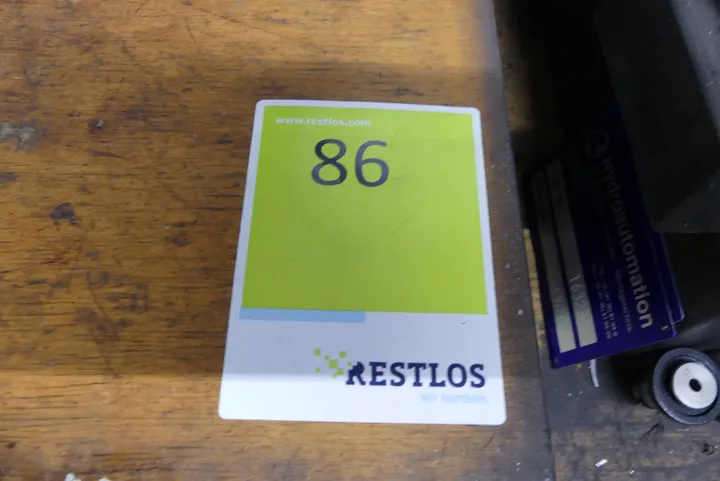 www.restlos.com
86
RESTLOS
wir handeln.
Hydroautomation